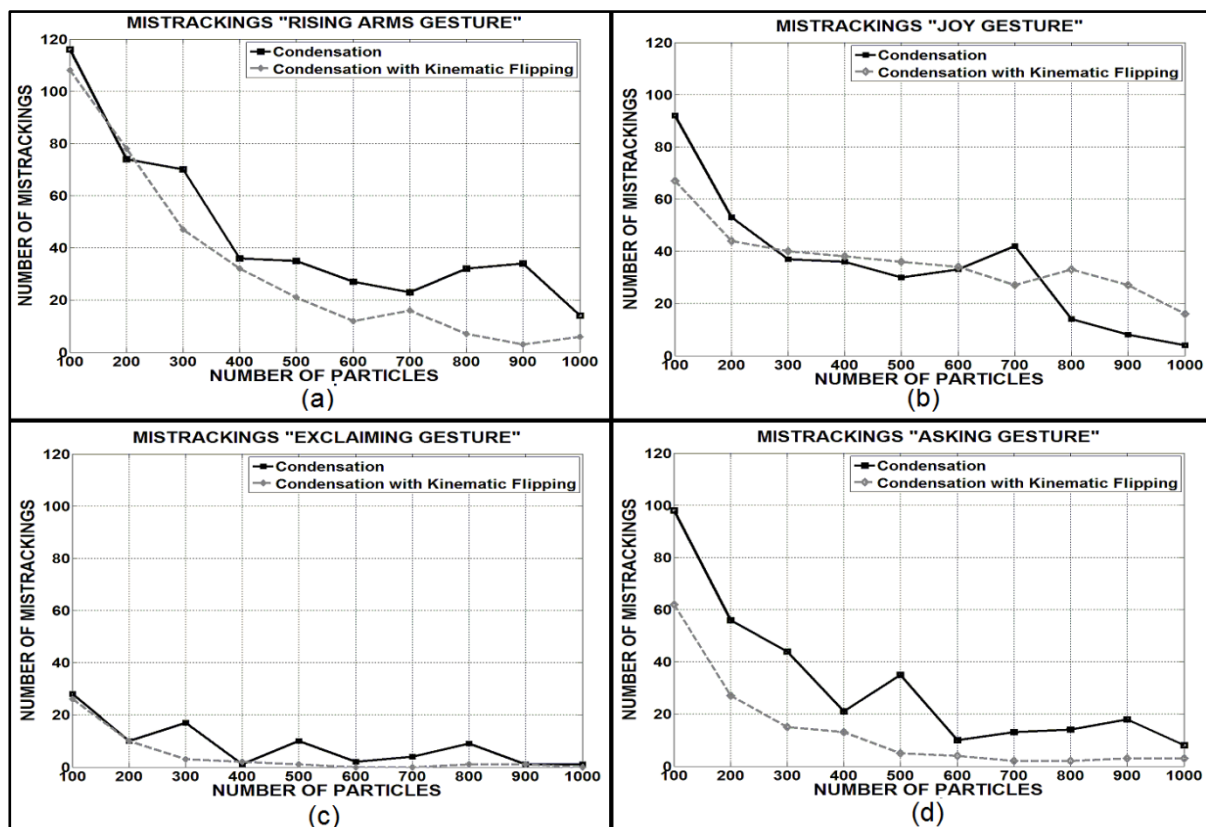 MISTRACKINGS "RISING ARMS GESTURE"
Condensation
Condensation with Kinematic Flipping
NUMBER OF MISTRACKINGS
120
100
80
60
40
20
0
100 200 300 400 500 600 700 800 900 1000
NUMBER OF PARTICLES
(a)
MISTRACKINGS "JOY GESTURE"
Condensation
Condensation with Kinematic Flipping
NUMBER OF MISTRACKINGS
120
100
80
60
40
20
0
100 200 300 400 500 600 700 800 900 1000
NUMBER OF PARTICLES
(b)
MISTRACKINGS "EXCLAIMING GESTURE"
Condensation
Condensation with Kinematic Flipping
NUMBER OF MISTRACKINGS
120
100
80
60
40
20
0
100 200 300 400 500 600 700 800 900 1000
NUMBER OF PARTICLES
(c)
MISTRACKINGS "ASKING GESTURE"
Condensation
Condensation with Kinematic Flipping
NUMBER OF MISTRACKINGS
120
100
80
60
40
20
0
100 200 300 400 500 600 700 800 900 1000
NUMBER OF PARTICLES
(d)